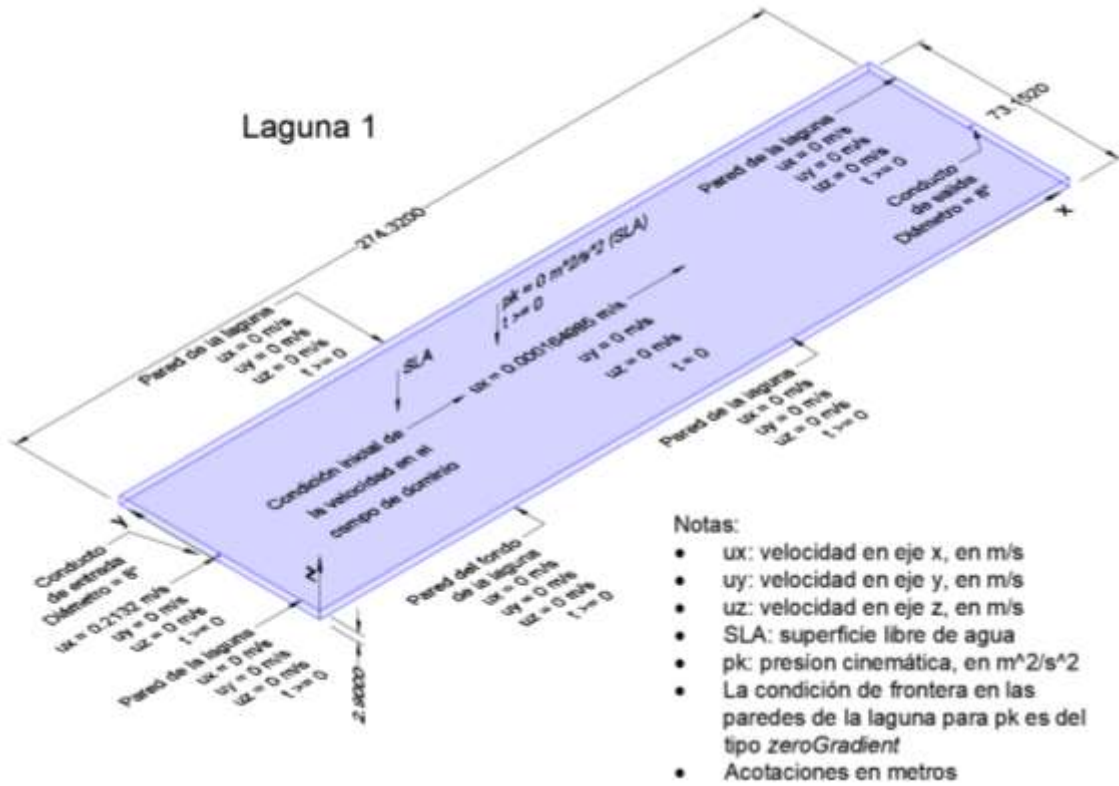 Laguna 1
274.3200
73.1520
Pared de la laguna
ux = 0 m/s
uy = 0 m/s
uz = 0 m/s
t >= 0
Conducto
de salida
Diámetro = 8"
x
pk = 0 m^2/s^2 (SLA)
t >= 0
Pared de la laguna
ux = 0 m/s
uy = 0 m/s
uz = 0 m/s
t >= 0
SLA
ux = 0.000164985 m/s
uy = 0 m/s
uz = 0 m/s
t = 0
Condición inicial de
la velocidad en el
campo de dominio
Pared de la laguna
ux = 0 m/s
uy = 0 m/s
uz = 0 m/s
t >= 0
y
z
Conducto
de entrada
Diámetro = 8"
ux = 0.2132 m/s
uy = 0 m/s
uz = 0 m/s
t >= 0
Pared del fondo
de la laguna
ux = 0 m/s
uy = 0 m/s
uz = 0 m/s
t >= 0
Pared de la laguna
ux = 0 m/s
uy = 0 m/s
uz = 0 m/s
t >= 0
2.9000
Notas:
• ux: velocidad en eje x, en m/s
• uy: velocidad en eje y, en m/s
• uz: velocidad en eje z, en m/s
• SLA: superficie libre de agua
• pk: presion cinemática, en m^2/s^2
• La condición de frontera en las
paredes de la laguna para pk es del
tipo zeroGradient
• Acotaciones en metros